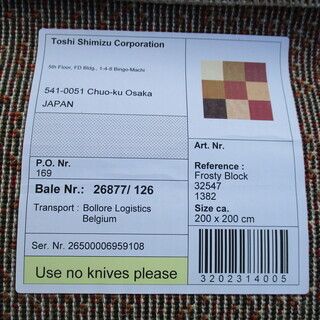 Toshi Shimizu Corporation
5th Floor, FD Bldg., 1-4-8 Bingo-Machi
541-0051 Chuo-ku Osaka
JAPAN
P.O. Nr.
169
Bale Nr.: 26877/ 126
Transport : Bollore Logistics
Belgium
Ser. Nr. 26500006959108
Use no knives please
Art. Nr.
Reference :
Frosty Block
32547
1382
Size ca.
200 x 200 cm
3202314005